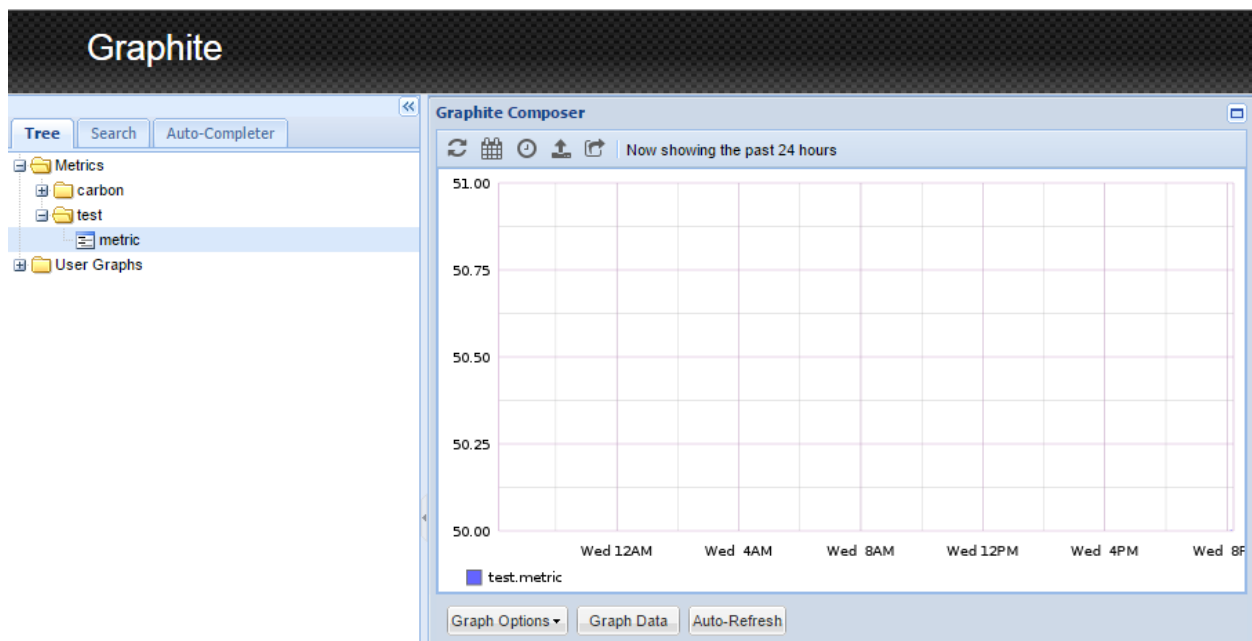 Graphite
Tree Search Auto-Completer
Metrics
carbon
test
metric
User Graphs
Graphite Composer
Now showing the past 24 hours
51.00
50.75
50.50
50.25
50.00
Wed 12AM Wed 4AM Wed 8AM Wed 12PM Wed 4PM Wed 8P
test.metric
Graph Options Graph Data Auto-Refresh